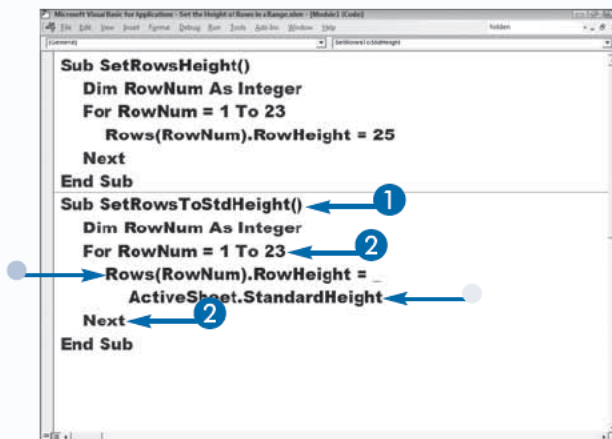 Microsoft Visual Basic for Applications - Set the Height of Rows in a Range.xlsm - [Module1 (Code)]
File Edit View Insert Format Debug Run Tools Add-Ins Window Help hidden
(General) SetRowsToStdHeight
Sub SetRowsHeight()
Dim RowNum As Integer
For RowNum = 1 To 23
Rows(RowNum).RowHeight = 25
Next
End Sub
Sub SetRowsToStdHeight() 1
Dim RowNum As Integer
For RowNum = 1 To 23 2
Rows(RowNum).RowHeight = _
ActiveSheet.StandardHeight
Next 2
End Sub